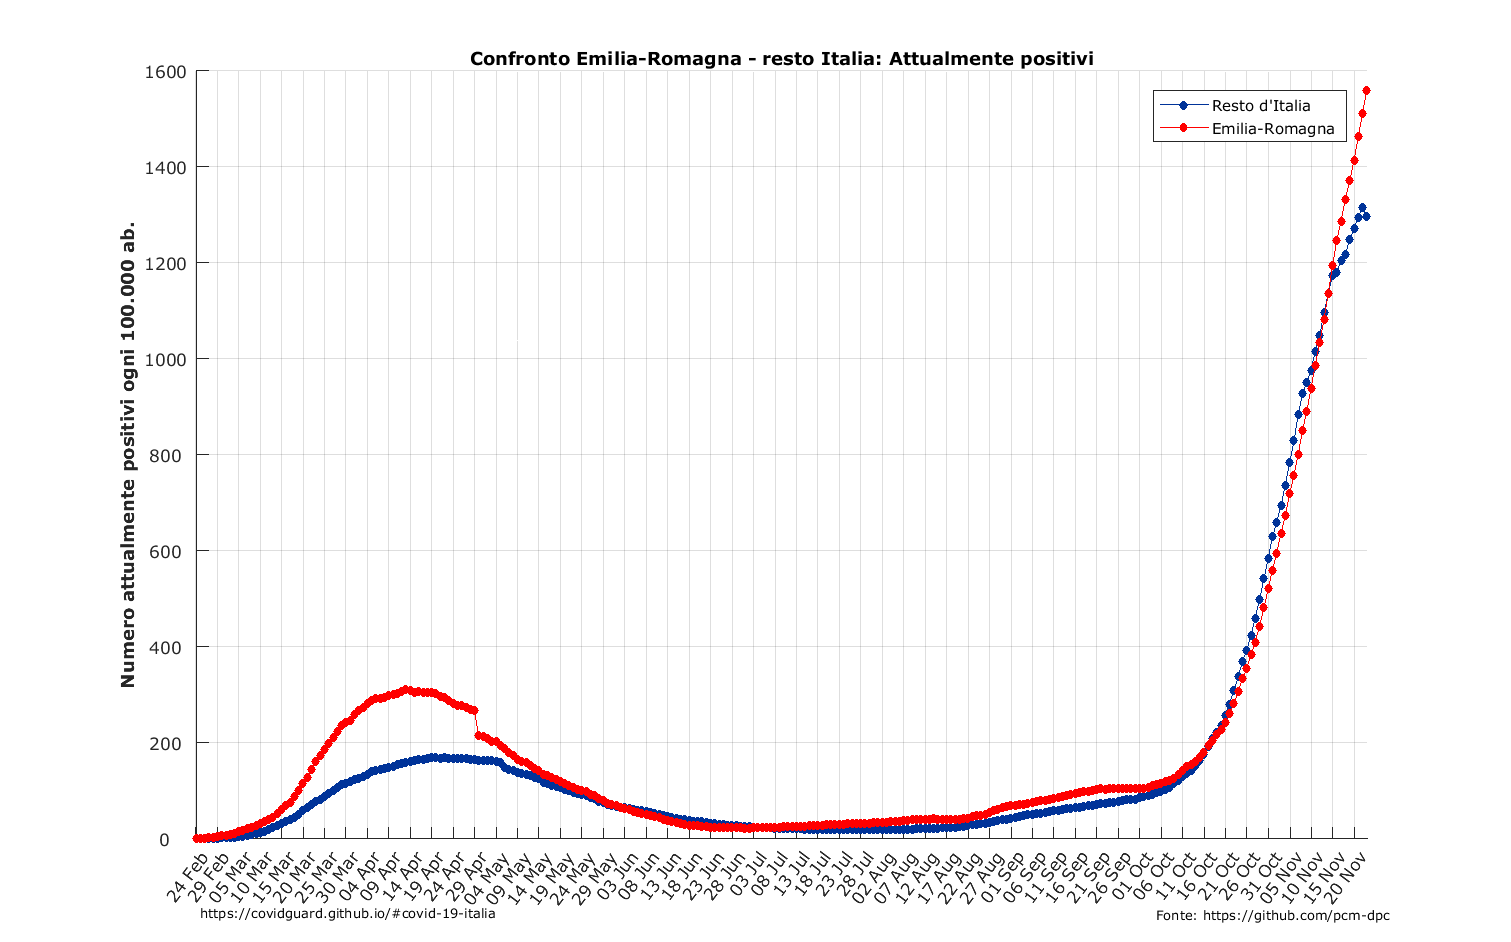 Confronto Emilia-Romagna - resto Italia: Attualmente positivi
Numero attualmente positivi ogni 100.000 ab.
1600
1400
1200
1000
800
600
400
200
0
Resto d'Italia
Emilia-Romagna
24 Feb
29 Feb
05 Mar
10 Mar
15 Mar
20 Mar
25 Mar
30 Mar
04 Apr
09 Apr
14 Apr
19 Apr
24 Apr
29 Apr
04 May
09 May
14 May
19 May
24 May
29 May
03 Jun
08 Jun
13 Jun
18 Jun
23 Jun
28 Jun
03 Jul
08 Jul
13 Jul
18 Jul
23 Jul
28 Jul
02 Aug
07 Aug
12 Aug
17 Aug
22 Aug
27 Aug
01 Sep
06 Sep
11 Sep
16 Sep
21 Sep
26 Sep
01 Oct
06 Oct
11 Oct
16 Oct
21 Oct
26 Oct
31 Oct
05 Nov
10 Nov
15 Nov
20 Nov
https://covidguard.github.io/#covid-19-italia
Fonte: https://github.com/pcm-dpc